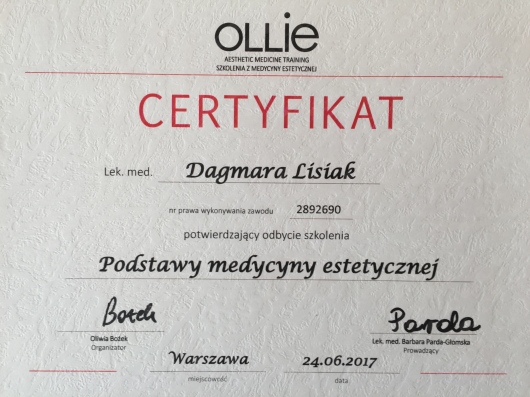 OLLie
AESTHETIC MEDICINE TRAINING
SZKOLENIA Z MEDYCYNY ESTETYCZNEJ
CERTYFIKAT
Lek. med. Dagmara Lisiak
nr prawa wykonywania zawodu 2892690
potwierdzający odbycie szkolenia
Podstawy medycyny estetycznej
Bożek Parda
Oliwia Bożek Lek. med. Barbara Parda-Głomska
Organizator Prowadzący
Warszawa 24.06.2017
miejscowość data